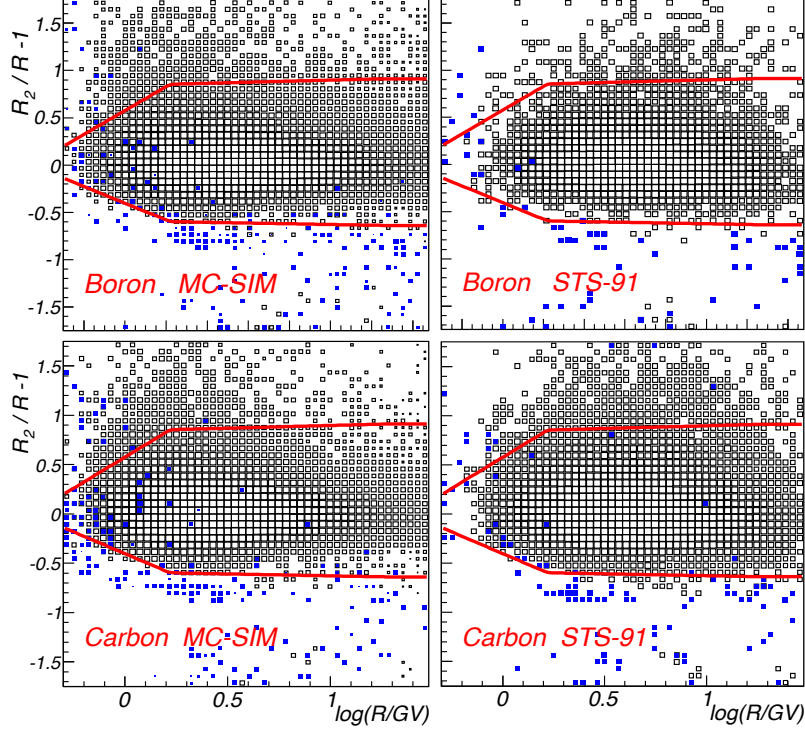 R2 / R -1
1.5
1
0.5
0
-0.5
-1
-1.5
Boron MC-SIM
Boron STS-91
R2 / R -1
1.5
1
0.5
0
-0.5
-1
-1.5
Carbon MC-SIM
Carbon STS-91
0 0.5 1
log(R/GV)
0 0.5 1
log(R/GV)